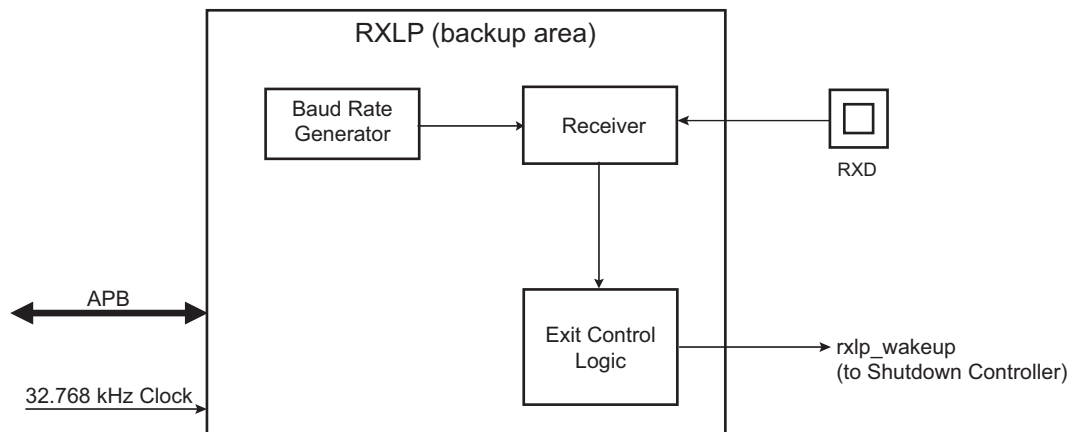 RXLP (backup area)
Baud Rate
Generator
Receiver
RXD
APB
Exit Control
Logic
rxlp_wakeup
(to Shutdown Controller)
32.768 kHz Clock